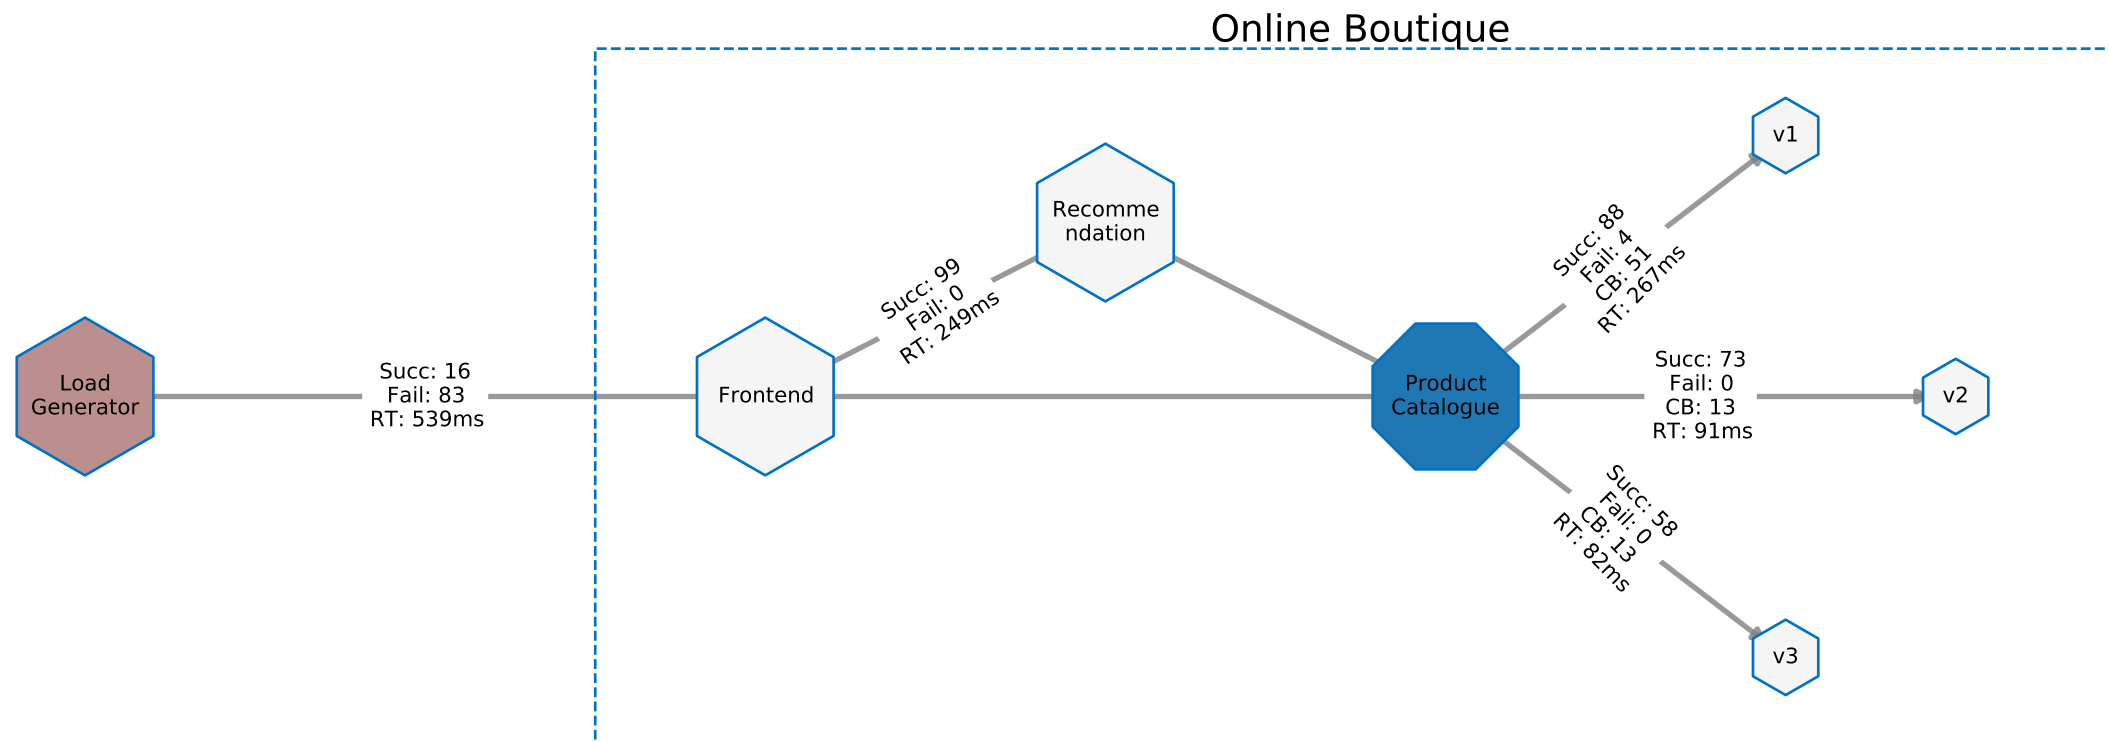 Online Boutique
Load
Generator
Succ: 16
Fail: 83
RT: 539ms
Frontend
Succ: 99
Fail: 0
RT: 249ms
Recomme
ndation
Product
Catalogue
Succ: 88
Fail: 4
CB: 51
RT: 267ms
v1
Succ: 73
Fail: 0
CB: 13
RT: 91ms
v2
Succ: 58
Fail: 0
CB: 13
RT: 82ms
v3